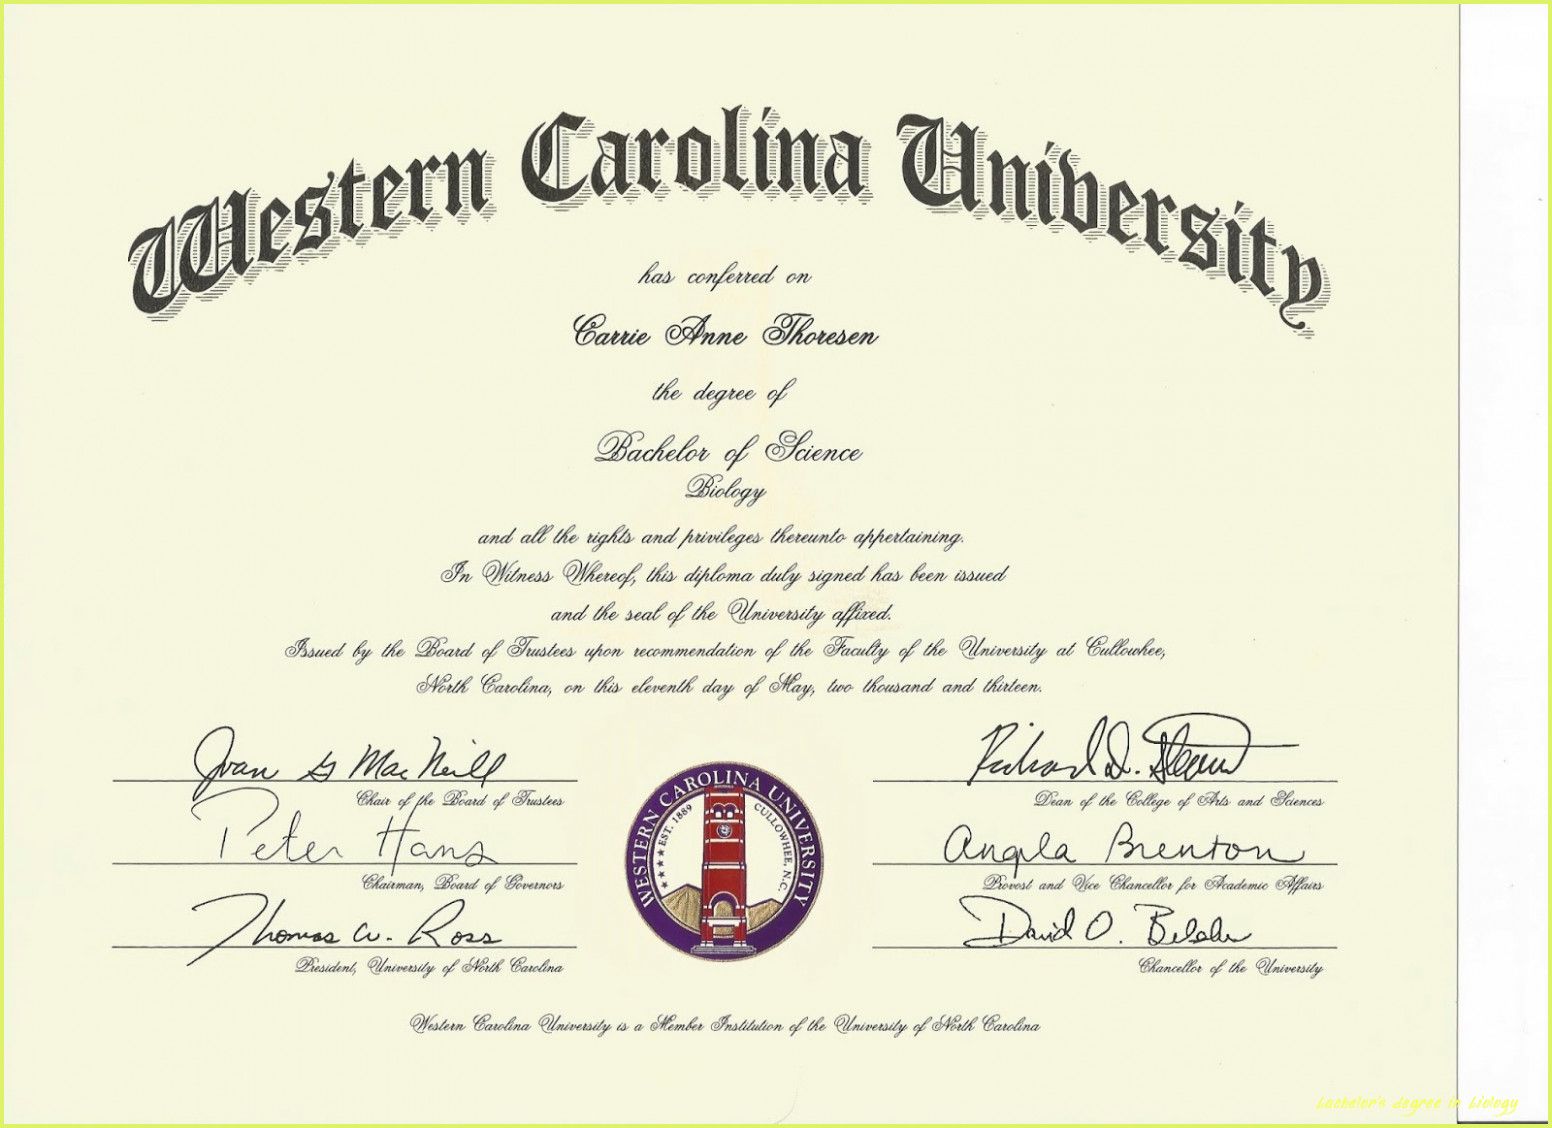 Western Carolina University
has conferred on
Carrie Anne Thoresen
the degree of
Bachelor of Science
Biology
and all the rights and privileges thereunto appertaining.
In Witness Whereof, this diploma duly signed has been issued
and the seal of the University affixed.
Issued by the Board of Trustees upon recommendation of the Faculty of the University at Cullowhee,
North Carolina, on this eleventh day of May, two thousand and thirteen.
Joan G MacNeill
Chair of the Board of Trustees
Peter Hans
Chairman, Board of Governors
Thomas W. Ross
President, University of North Carolina
WESTERN CAROLINA UNIVERSITY
EST. 1889
CULLOWHEE, N.C.
Richard D.
Dean of the College of Arts and Sciences
Angela Brenton
Provost and Vice Chancellor for Academic Affairs
David O. Belcher
Chancellor of the University
Western Carolina University is a Member Institution of the University of North Carolina
bachelor's degree in biology